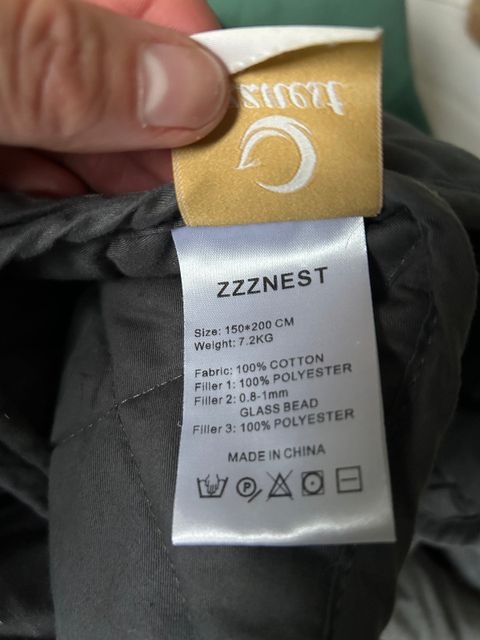 zznest
ZZZNEST
Size: 150*200 CM
Weight: 7.2KG
Fabric: 100% COTTON
Filler 1: 100% POLYESTER
Filler 2: 0.8-1mm
GLASS BEAD
Filler 3: 100% POLYESTER
MADE IN CHINA
P